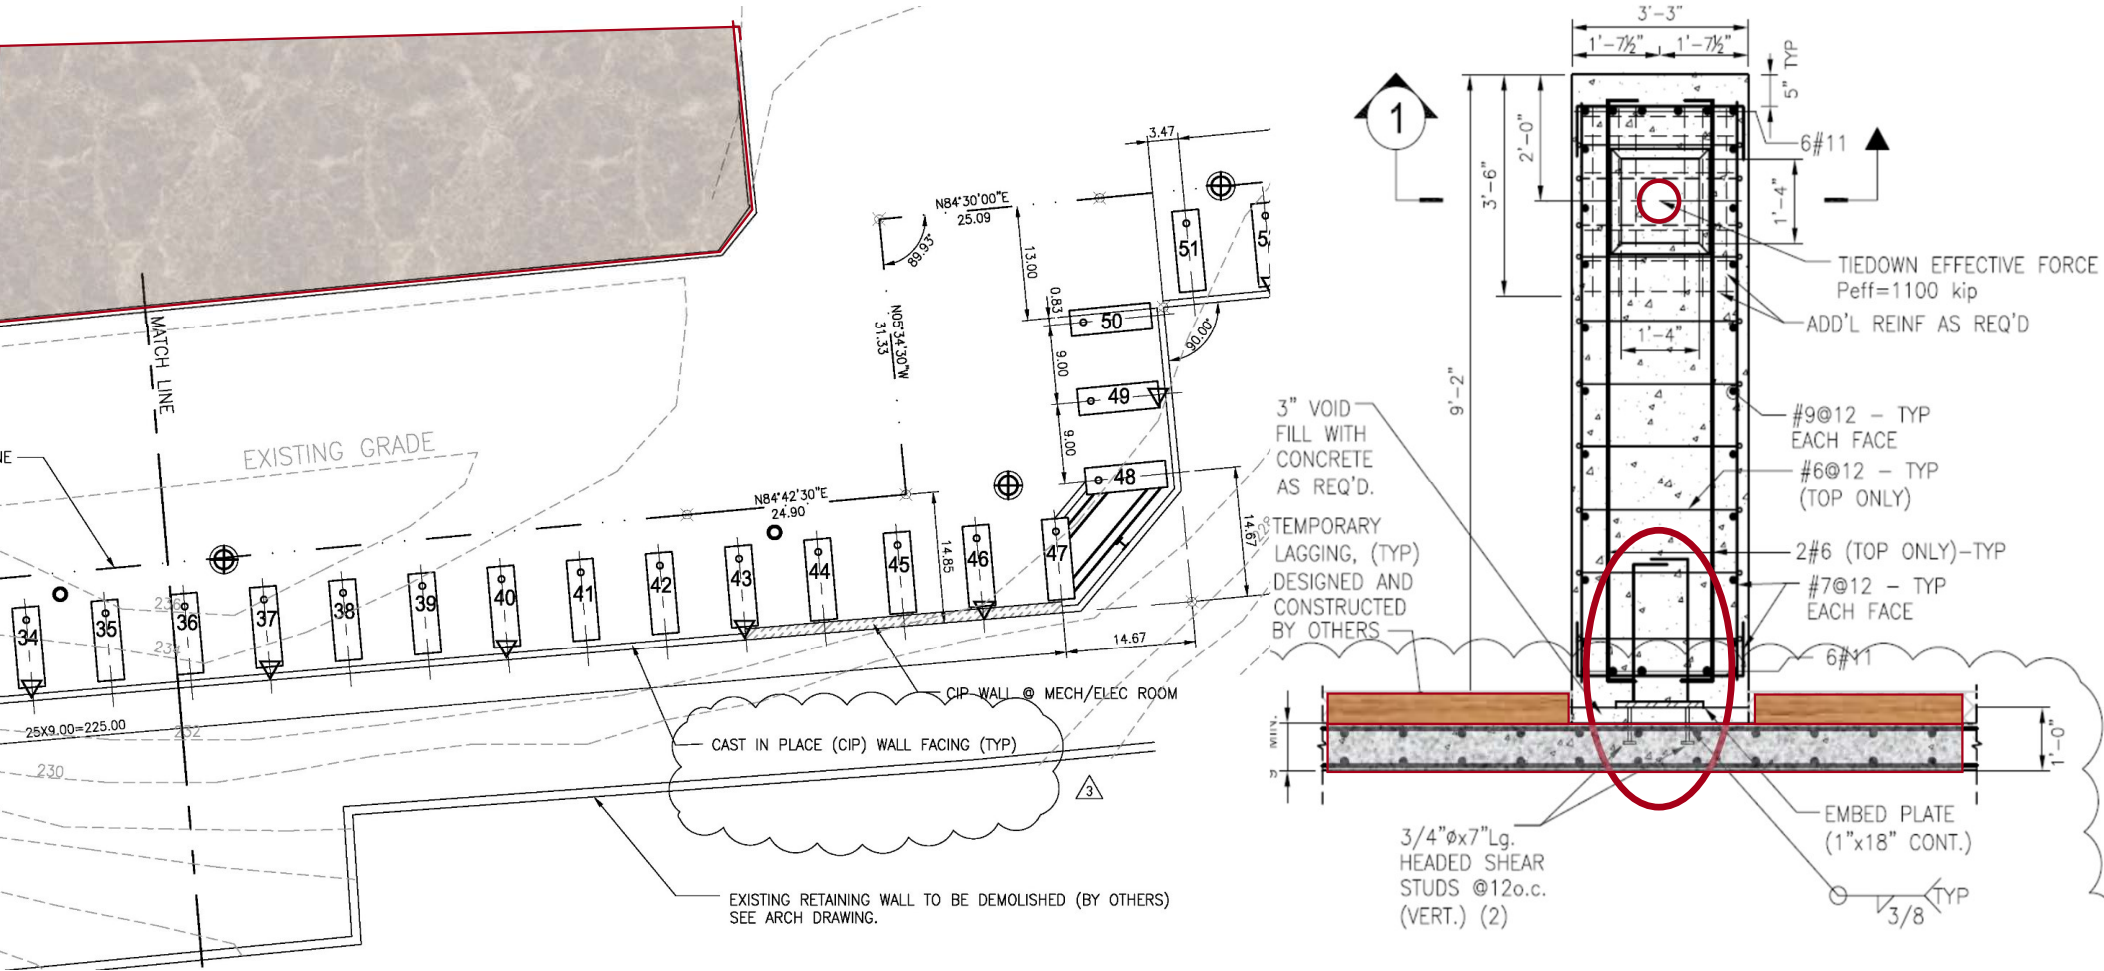 NE
MATCH LINE
EXISTING GRADE
236
234
232
230
34
35
36
37
38
39
40
41
42
43
44
45
46
47
48
49
50
51
N84°42'30"E
24.90
N84°30'00"E
25.09
89.93°
N05°34'30"W
31.33
13.00
0.83
9.00
9.00
3.47
90.00°
14.85
14.67
14.67
25X9.00=225.00
CIP WALL @ MECH/ELEC ROOM
CAST IN PLACE (CIP) WALL FACING (TYP)
3
EXISTING RETAINING WALL TO BE DEMOLISHED (BY OTHERS)
SEE ARCH DRAWING.
3'-3"
1'-7½"
1'-7½"
5" TYP
1
2'-0"
3'-6"
9'-2"
6#11
1'-4"
1'-4"
TIEDOWN EFFECTIVE FORCE
Peff=1100 kip
ADD'L REINF AS REQ'D
#9@12 - TYP
EACH FACE
#6@12 - TYP
(TOP ONLY)
2#6 (TOP ONLY)-TYP
#7@12 - TYP
EACH FACE
6#11
3" VOID
FILL WITH
CONCRETE
AS REQ'D.
TEMPORARY
LAGGING, (TYP)
DESIGNED AND
CONSTRUCTED
BY OTHERS
1'-0"
3/4"øx7"Lg.
HEADED SHEAR
STUDS @12o.c.
(VERT.) (2)
EMBED PLATE
(1"x18" CONT.)
TYP
3/8